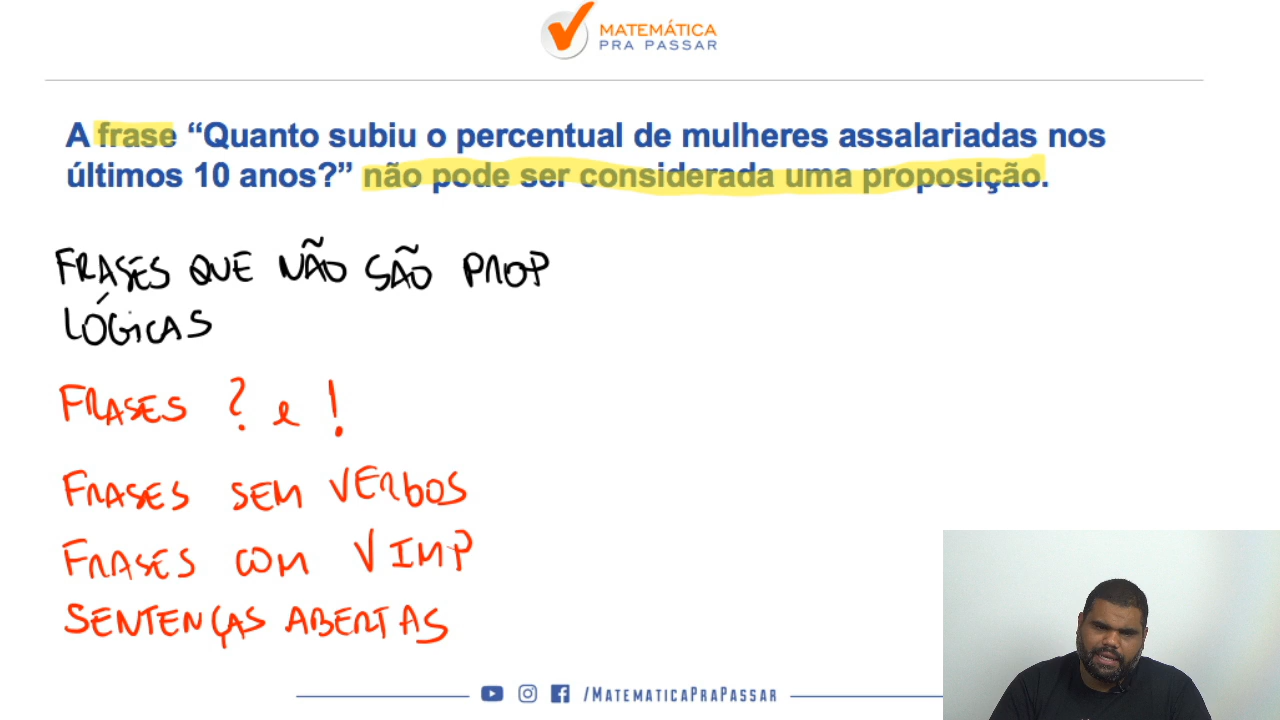 MATEMÁTICA
PRA PASSAR
A frase “Quanto subiu o percentual de mulheres assalariadas nos
últimos 10 anos?” não pode ser considerada uma proposição.
FRASES QUE NÃO SÃO PROP
LÓGICAS
FRASES ? e !
FRASES SEM VERBOS
FRASES COM V IMP
SENTENÇAS ABERTAS
/MATEMATICAPRAPASSAR